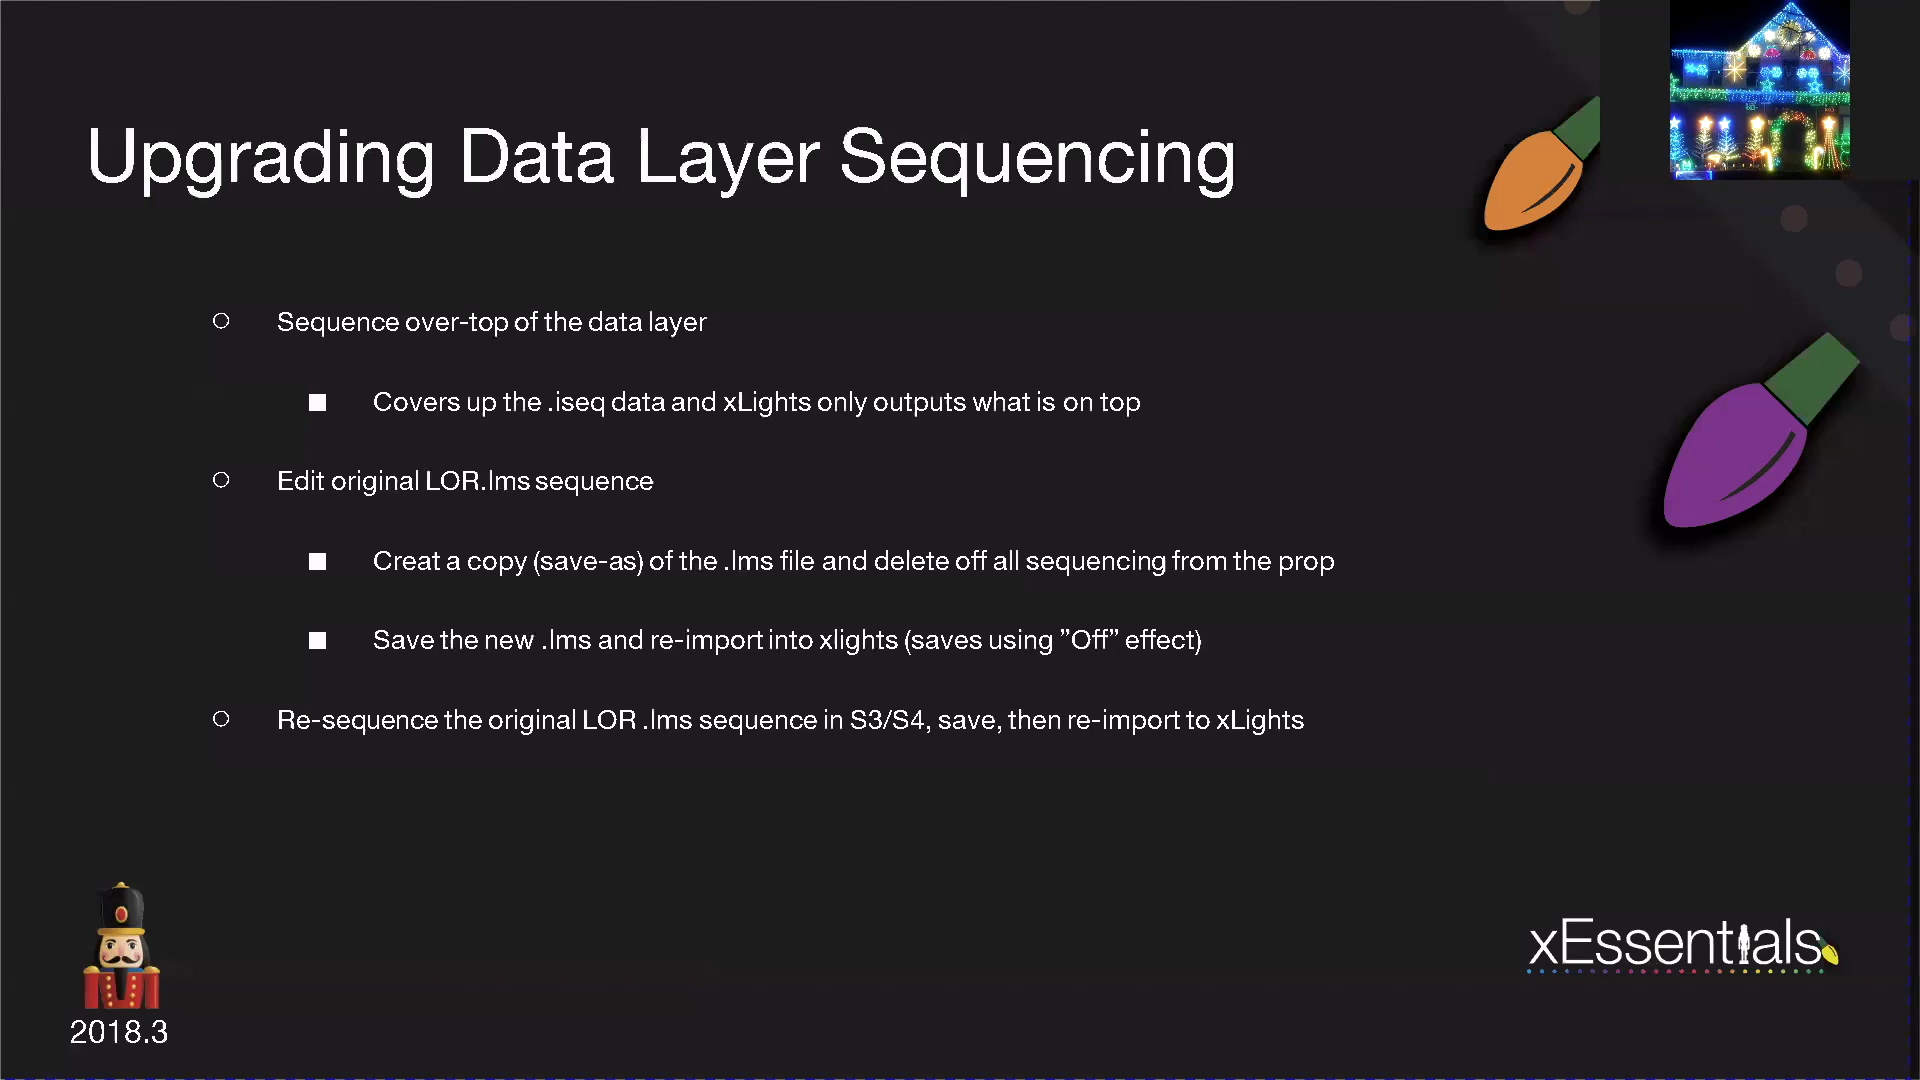 Upgrading Data Layer Sequencing
Sequence over-top of the data layer
Covers up the .iseq data and xLights only outputs what is on top
Edit original LOR.lms sequence
Creat a copy (save-as) of the .lms file and delete off all sequencing from the prop
Save the new .lms and re-import into xlights (saves using ”Off” effect)
Re-sequence the original LOR .lms sequence in S3/S4, save, then re-import to xLights
xEssentials
2018.3